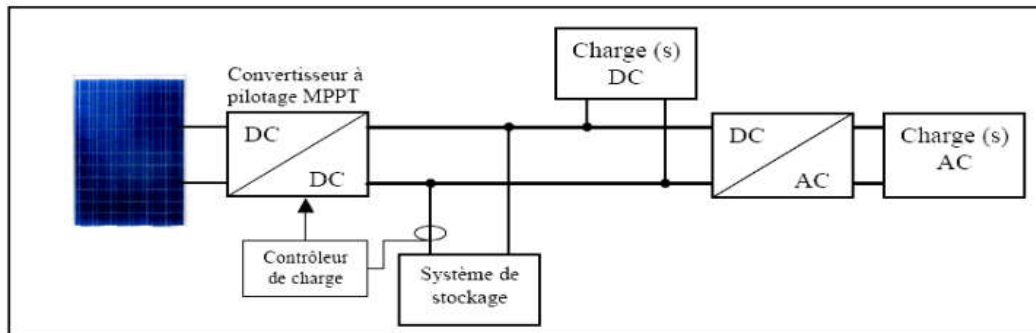 Convertisseur à
pilotage MPPT
DC
DC
Contrôleur
de charge
Système de
stockage
Charge (s)
DC
DC
AC
Charge (s)
AC